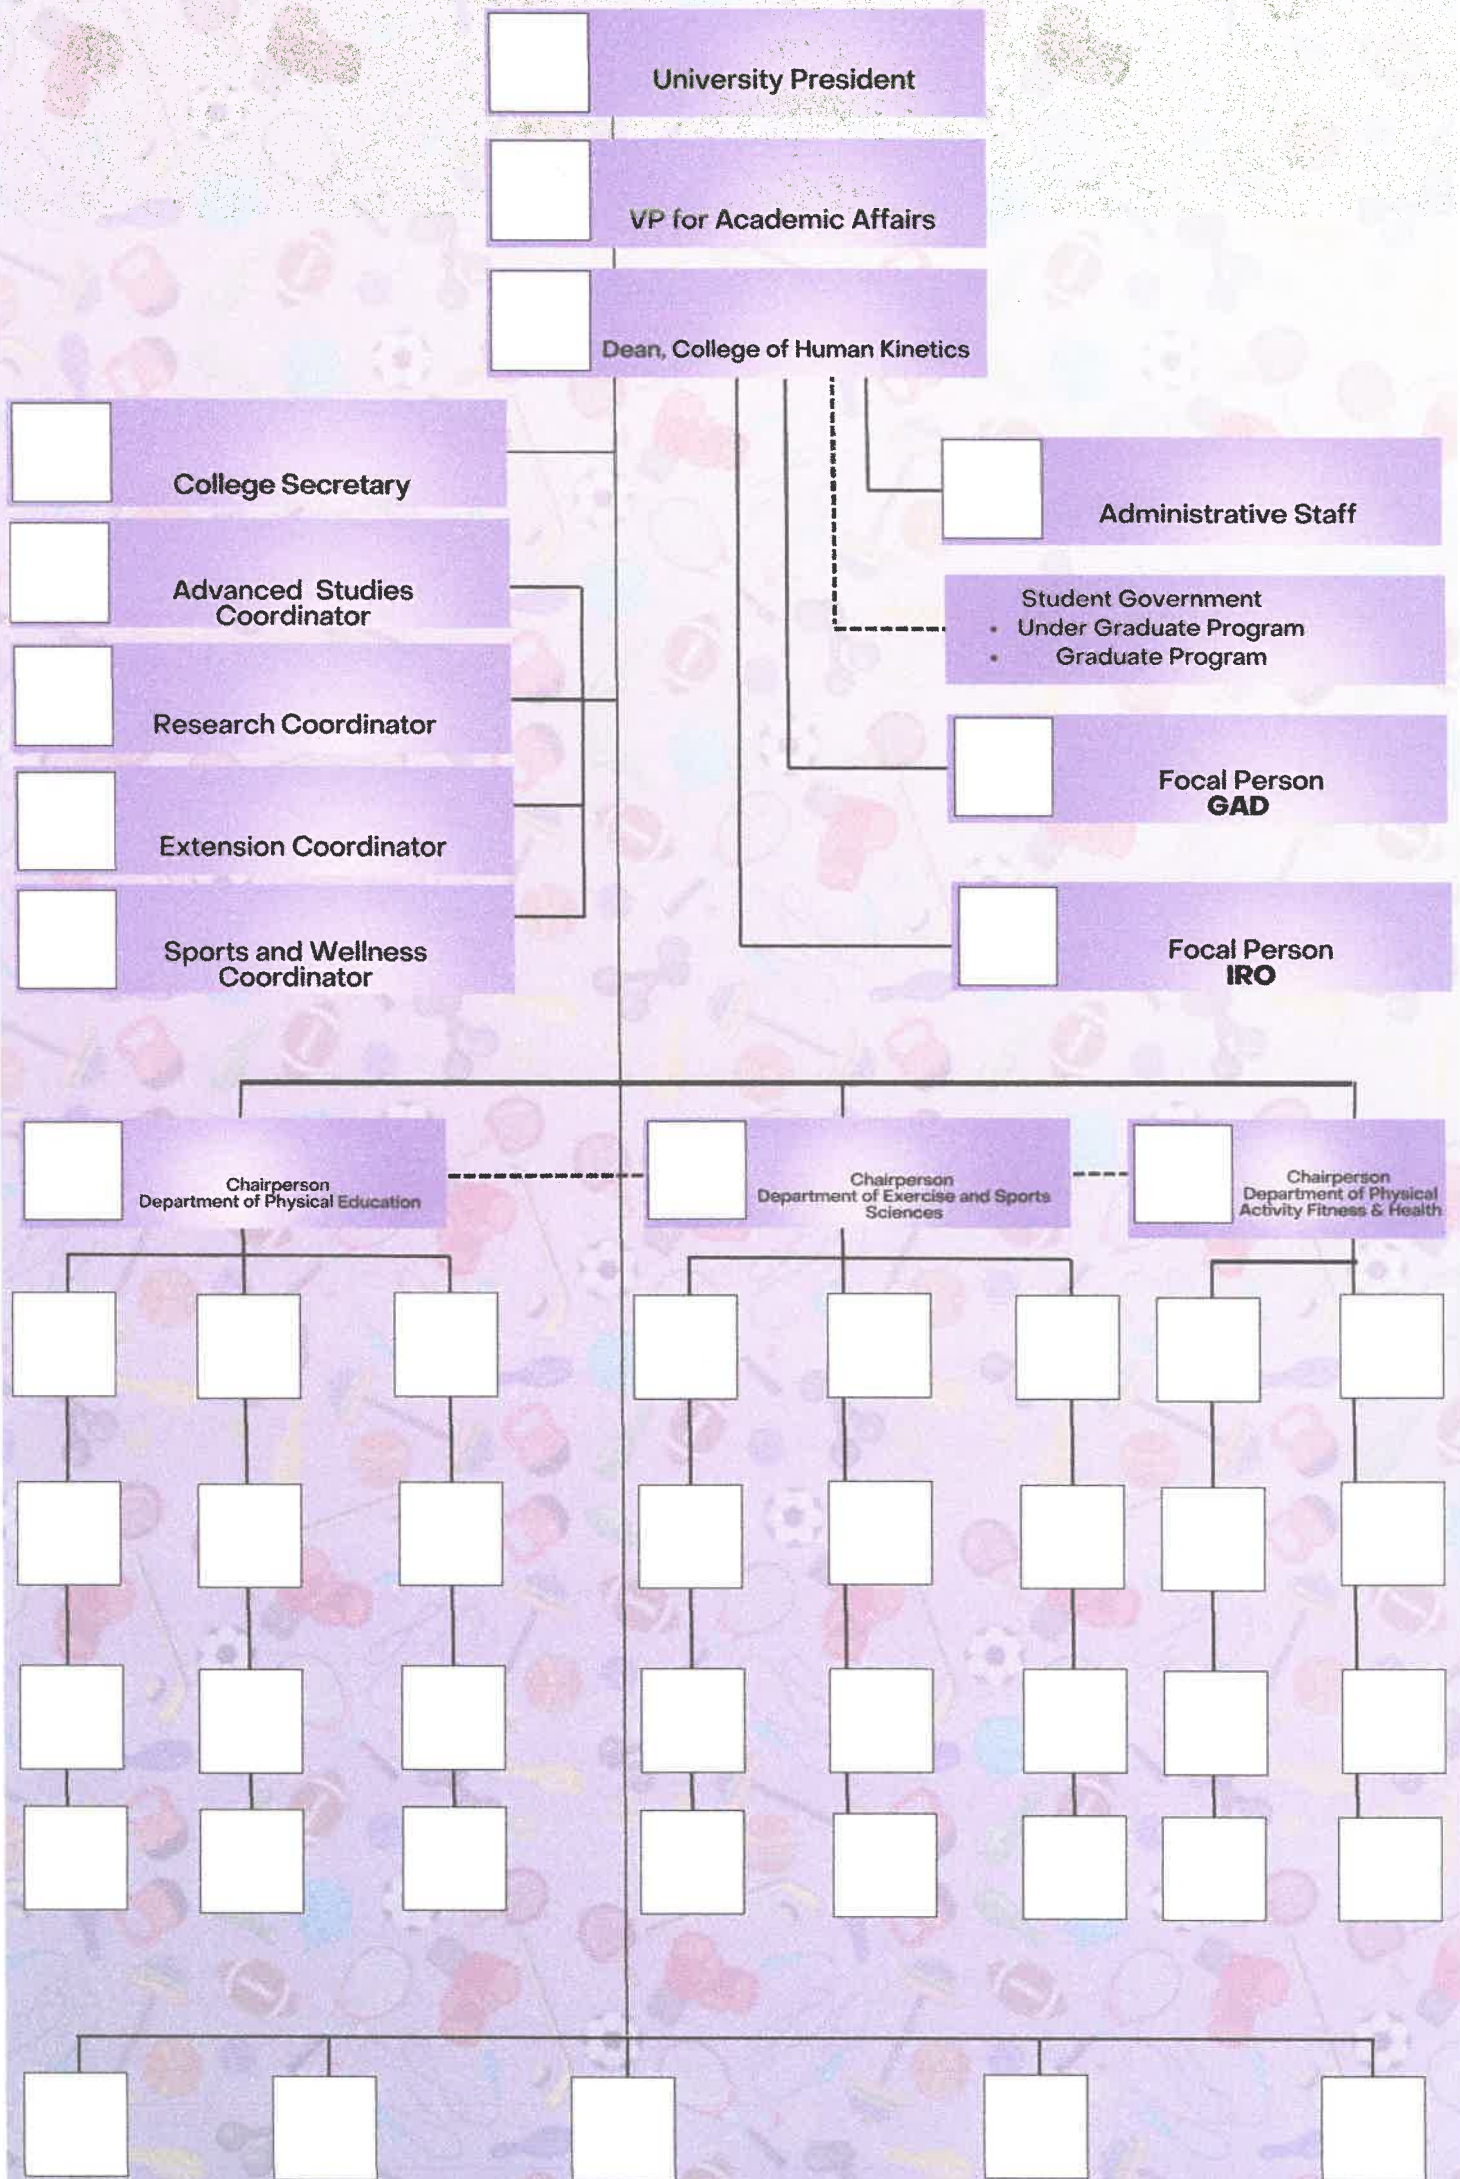 University President
VP for Academic Affairs
Dean, College of Human Kinetics
College Secretary
Advanced Studies
Coordinator
Research Coordinator
Extension Coordinator
Sports and Wellness
Coordinator
Administrative Staff
Student Government
• Under Graduate Program
• Graduate Program
Focal Person
GAD
Focal Person
IRO
Chairperson
Department of Physical Education
Chairperson
Department of Exercise and Sports
Sciences
Chairperson
Department of Physical
Activity Fitness & Health